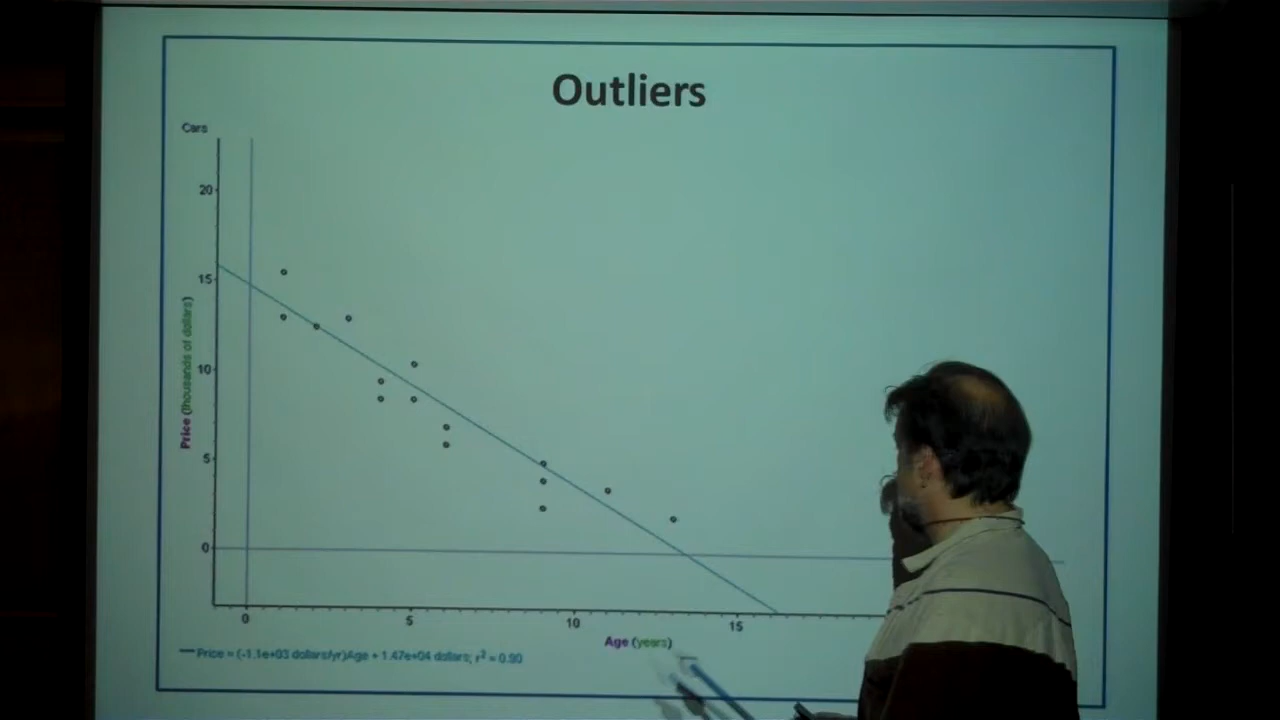 Outliers
Cars
20
15
10
5
0
Price (thousands of dollars)
0
5
10
15
Age (years)
Price = (-1.1e+03 dollars/yr)Age + 1.47e+04 dollars; r² = 0.90